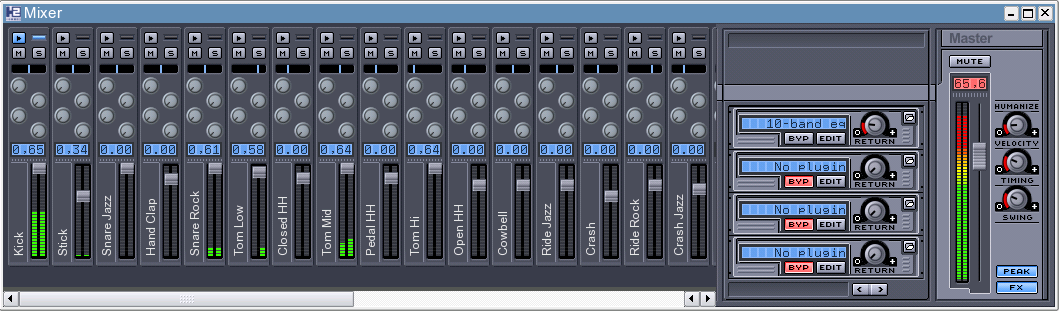 H2 Mixer
Master
M S M S M S M S M S M S M S M S M S M S M S M S M S M S M S M S
MUTE
65.6
HUMANIZE
10-band eq
BYP EDIT
RETURN
VELOCITY
0.65 0.34 0.00 0.00 0.61 0.58 0.00 0.64 0.00 0.64 0.00 0.00 0.00 0.00 0.00 0.00
No plugin
BYP EDIT
RETURN
TIMING
No plugin
BYP EDIT
RETURN
SWING
Kick Stick Snare Jazz Hand Clap Snare Rock Tom Low Closed HH Tom Mid Pedal HH Tom Hi Open HH Cowbell Ride Jazz Crash Ride Rock Crash Jazz
No plugin
BYP EDIT
RETURN
PEAK
FX